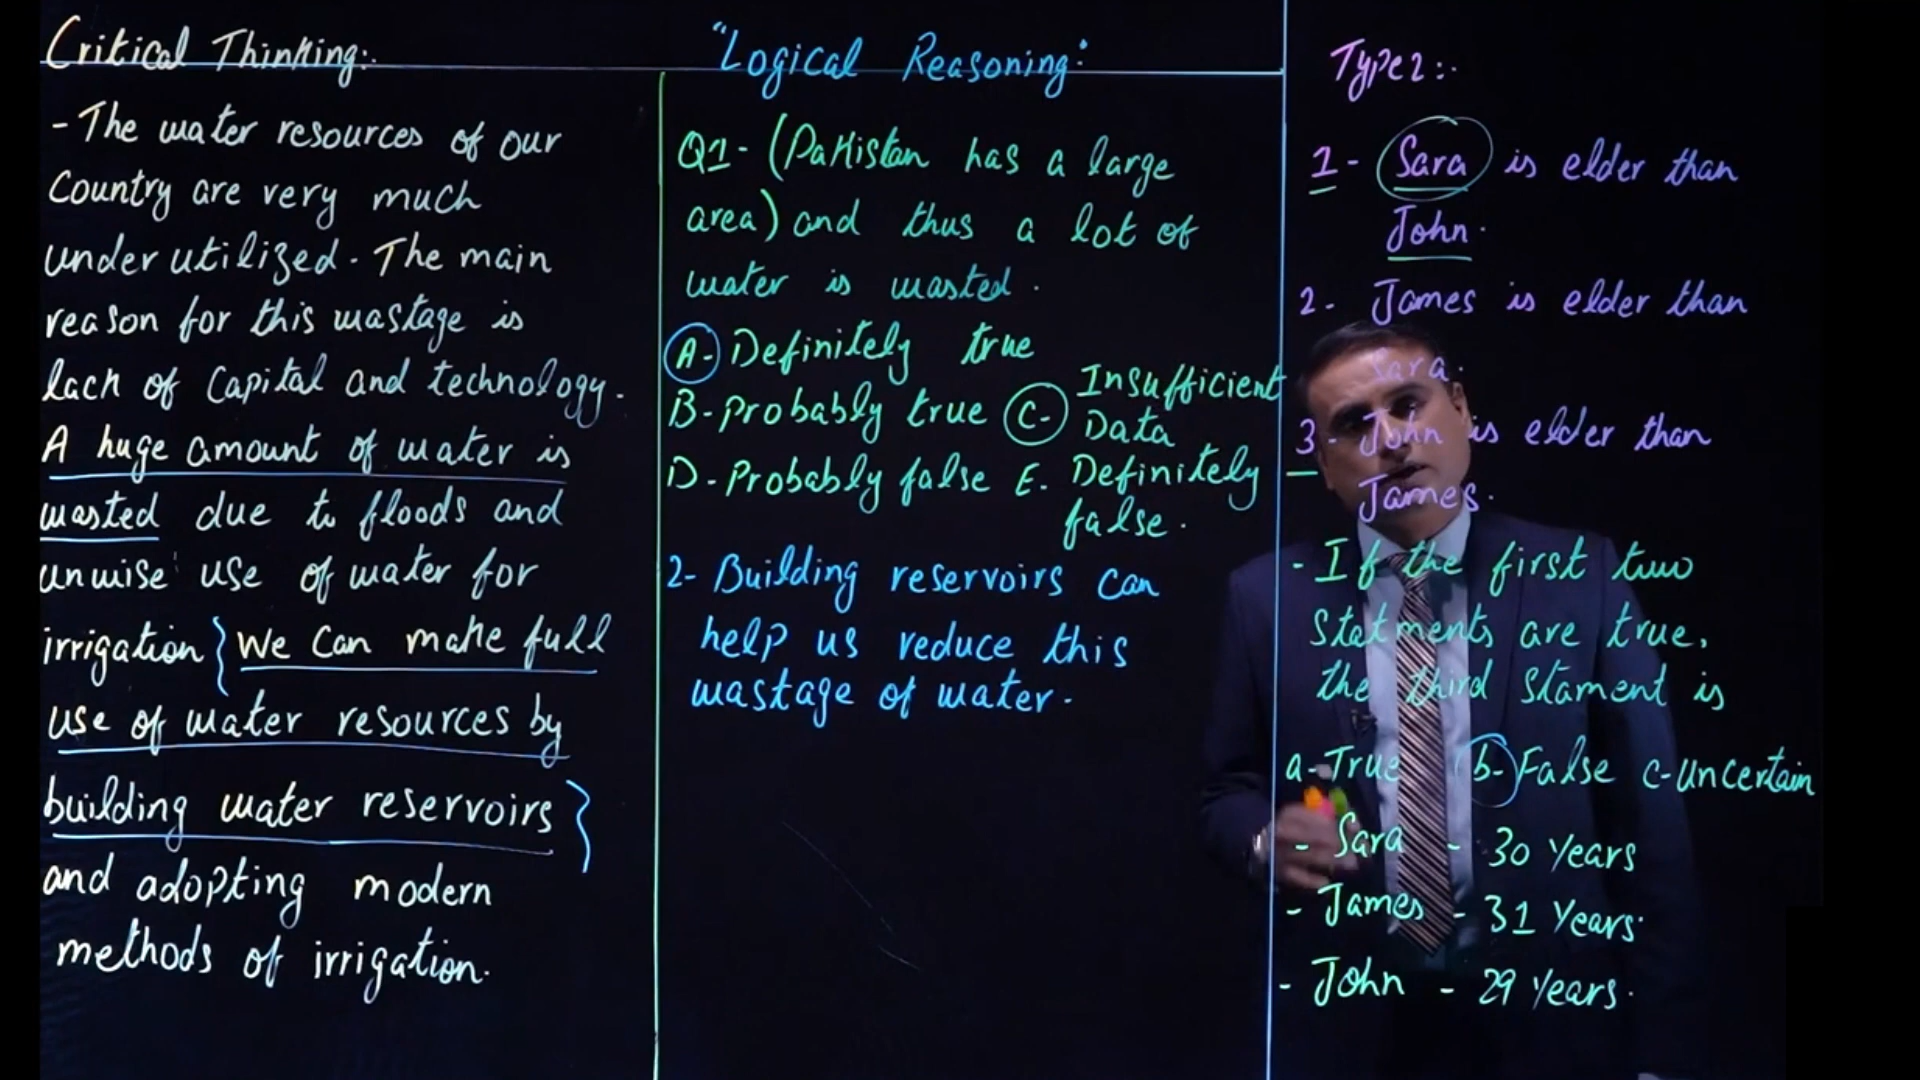 Critical Thinking:.
- The water resources of our
Country are very much
under utilized. The main
reason for this wastage is
lack of Capital and technology.
A huge amount of water is
wasted due to floods and
unwise use of water for
irrigation } We Can make full
use of water resources by
building water reservoirs }
and adopting modern
methods of irrigation.
"Logical Reasoning:
Q1- (Pakistan has a large
area) and thus a lot of
water is wasted.
A- Definitely true
B- Probably true C- Insufficient
Data
D- Probably false E. Definitely
false.
2- Building reservoirs can
help us reduce this
wastage of water.
Type 2:.
1- Sara is elder than
John.
2- James is elder than
Sara.
3- John is elder than
James.
- If the first two
Statments are true,
the third Stament is
a- True b- False c- Uncertain
- Sara - 30 Years
- James - 31 Years.
- John - 29 Years.